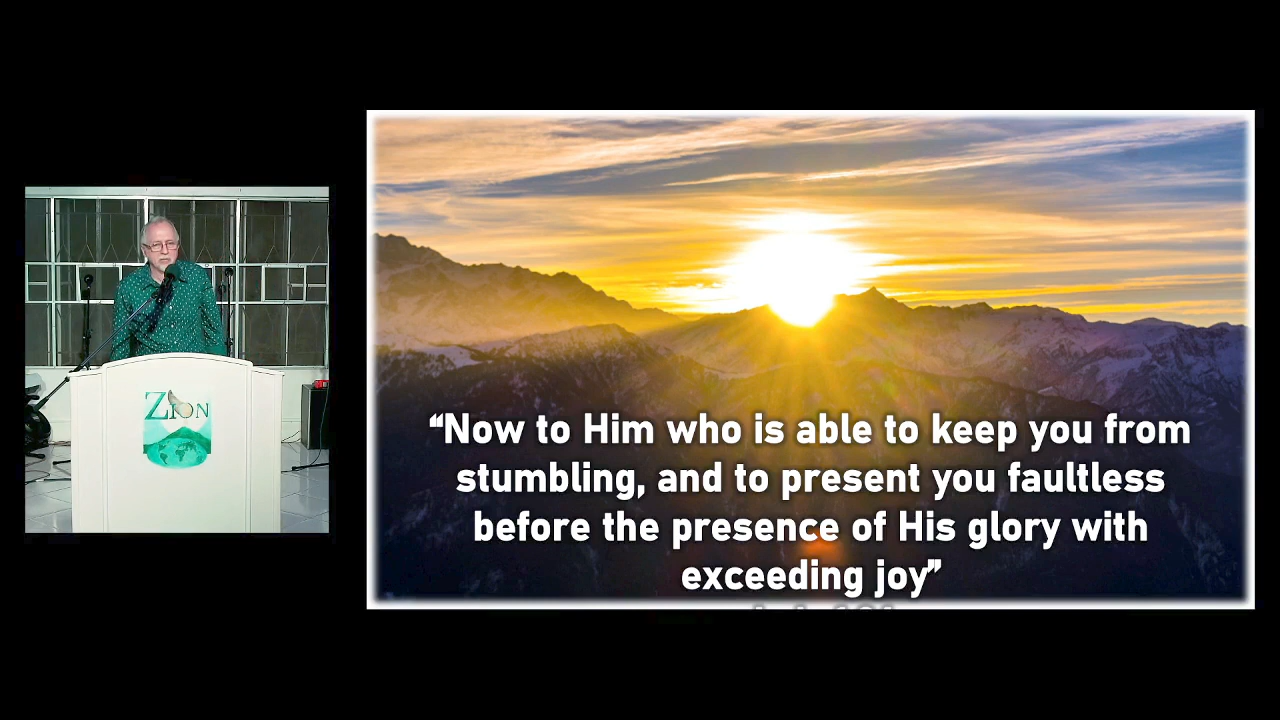 ZION
“Now to Him who is able to keep you from
stumbling, and to present you faultless
before the presence of His glory with
exceeding joy”